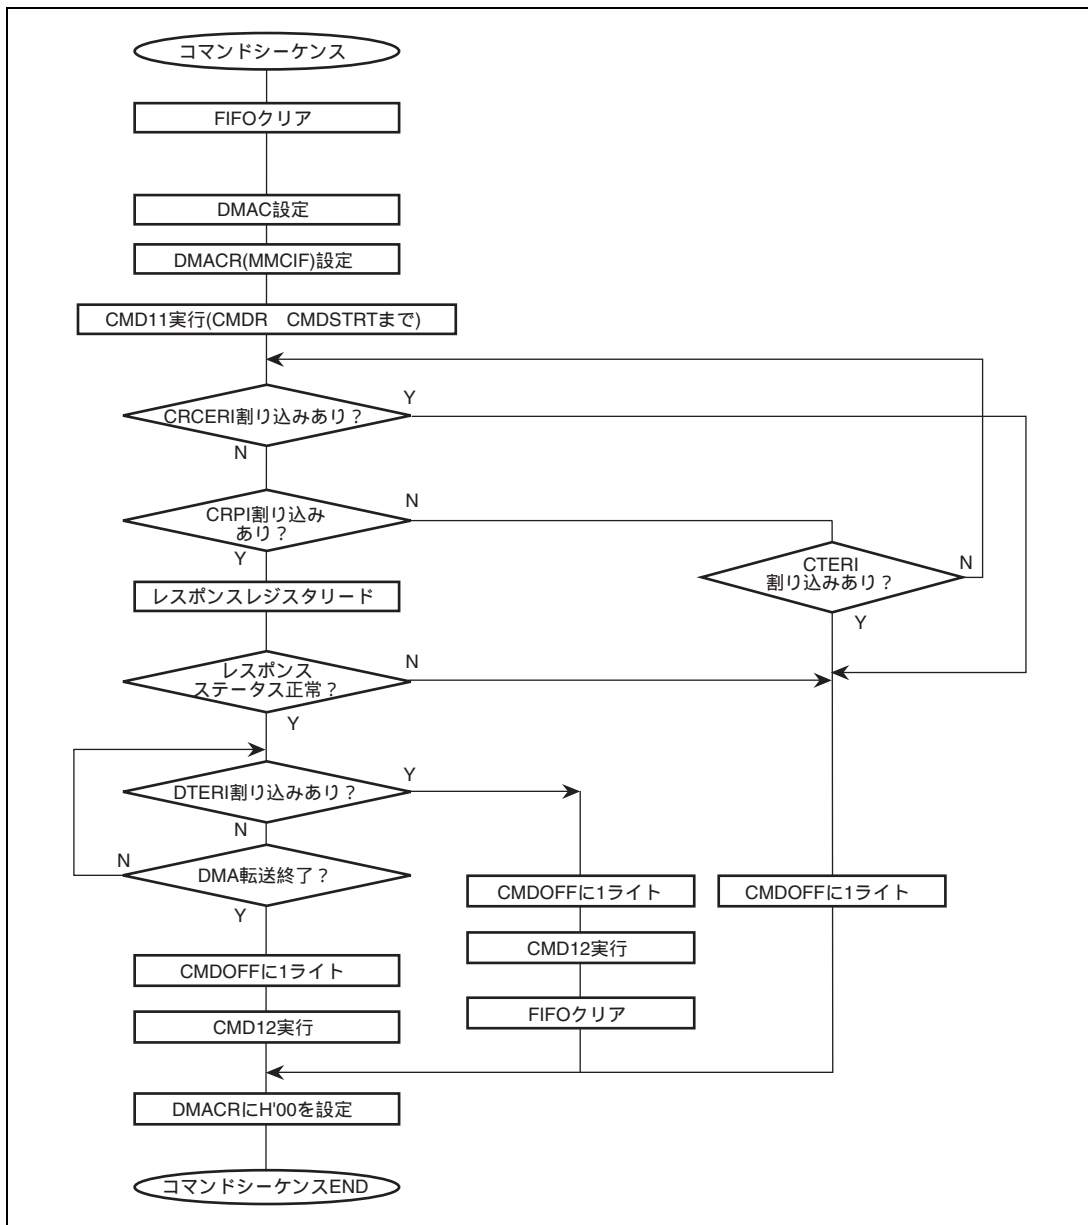 コマンドシーケンス
FIFOクリア
DMAC設定
DMACR(MMCIF)設定
CMD11実行(CMDR　CMDSTRTまで)
CRCERI割り込みあり？
Y
N
CRPI割り込み
あり？
N
Y
CTERI
割り込みあり？
N
Y
レスポンスレジスタリード
レスポンス
ステータス正常？
N
Y
DTERI割り込みあり？
Y
N
DMA転送終了？
N
Y
CMDOFFに1ライト
CMD12実行
CMDOFFに1ライト
CMD12実行
FIFOクリア
CMDOFFに1ライト
DMACRにH'00を設定
コマンドシーケンスEND